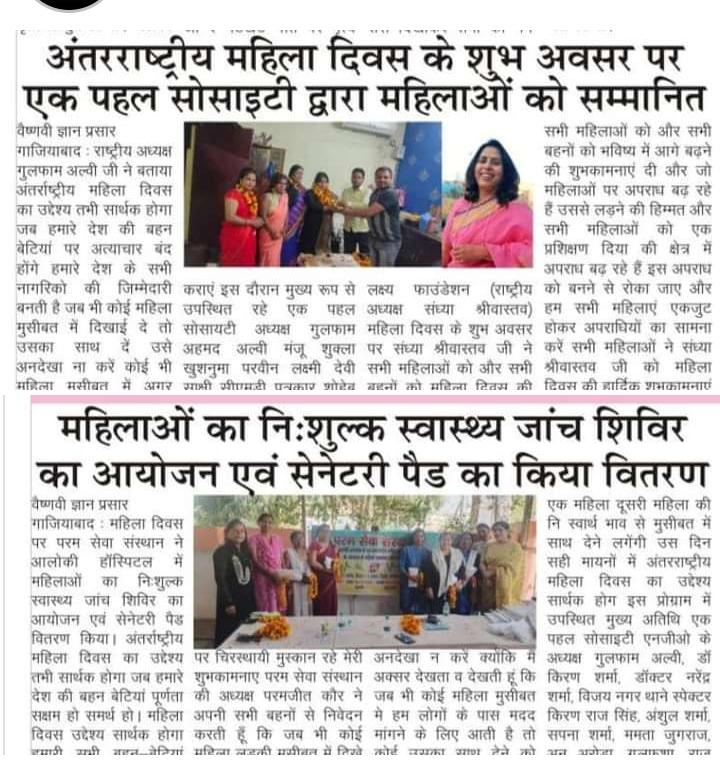 अंतरराष्ट्रीय महिला दिवस के शुभ अवसर पर
एक पहल सोसाइटी द्वारा महिलाओं को सम्मानित
वैष्णवी ज्ञान प्रसार
गाजियाबाद : राष्ट्रीय अध्यक्ष
गुलफाम अल्वी जी ने बताया
अंतर्राष्ट्रीय महिला दिवस
का उद्देश्य तभी सार्थक होगा
जब हमारे देश की बहन
बेटियां पर अत्याचार बंद
होंगे हमारे देश के सभी
नागरिको की जिम्मेदारी
बनती है जब भी कोई महिला
मुसीबत में दिखाई दे तो
उसका साथ दें उसे
अनदेखा ना करें कोई भी
महिला मुसीबत में अगर
कराएं इस दौरान मुख्य रूप से
उपस्थित रहे एक पहल
सोसायटी अध्यक्ष गुलफाम
अहमद अल्वी मंजू शुक्ला
खुशनुमा परवीन लक्ष्मी देवी
साक्षी सीएमडी पत्रकार शोहेब
लक्ष्य फाउंडेशन (राष्ट्रीय
अध्यक्ष संध्या श्रीवास्तव)
महिला दिवस के शुभ अवसर
पर संध्या श्रीवास्तव जी ने
सभी महिलाओं को और सभी
बहनों को महिला दिवस की
सभी महिलाओं को और सभी
बहनों को भविष्य में आगे बढ़ने
की शुभकामनाएं दी और जो
महिलाओं पर अपराध बढ़ रहे
हैं उससे लड़ने की हिम्मत और
सभी महिलाओं को एक
प्रशिक्षण दिया की क्षेत्र में
अपराध बढ़ रहे हैं इस अपराध
को बनने से रोका जाए और
हम सभी महिलाएं एकजुट
होकर अपराधियों का सामना
करें सभी महिलाओं ने संध्या
श्रीवास्तव जी को महिला
दिवस की हार्दिक शुभकामनाएं
महिलाओं का नि:शुल्क स्वास्थ्य जांच शिविर
का आयोजन एवं सेनेटरी पैड का किया वितरण
वैष्णवी ज्ञान प्रसार
गाजियाबाद : महिला दिवस
पर परम सेवा संस्थान ने
आलोकी हॉस्पिटल में
महिलाओं का निःशुल्क
स्वास्थ्य जांच शिविर का
आयोजन एवं सेनेटरी पैड
वितरण किया। अंतर्राष्ट्रीय
महिला दिवस का उद्देश्य
तभी सार्थक होगा जब हमारे
देश की बहन बेटियां पूर्णता
सक्षम हो समर्थ हो। महिला
दिवस उद्देश्य सार्थक होगा
हमारी सभी बहन–बेटियां
परम सेवा संस्थ
पर चिरस्थायी मुस्कान रहे मेरी
शुभकामनाएं परम सेवा संस्थान
की अध्यक्ष परमजीत कौर ने
अपनी सभी बहनों से निवेदन
करती हूँ कि जब भी कोई
महिला लड़की मुसीबत में दिखे
अनदेखा न करें क्योंकि मैं
अक्सर देखता व देखती हूं कि
जब भी कोई महिला मुसीबत
मे हम लोगों के पास मदद
मांगने के लिए आती है तो
कोई उसका साथ देने को
एक महिला दूसरी महिला की
नि स्वार्थ भाव से मुसीबत में
साथ देने लगेंगी उस दिन
सही मायनों में अंतरराष्ट्रीय
महिला दिवस का उद्देश्य
सार्थक होग इस प्रोग्राम में
उपस्थित मुख्य अतिथि एक
पहल सोसाइटी एनजीओ के
अध्यक्ष गुलफाम अल्वी, डॉ
किरण शर्मा, डॉक्टर नरेंद्र
शर्मा, विजय नगर थाने स्पेक्टर
किरण राज सिंह, अंशुल शर्मा,
सपना शर्मा, ममता जुगराज,